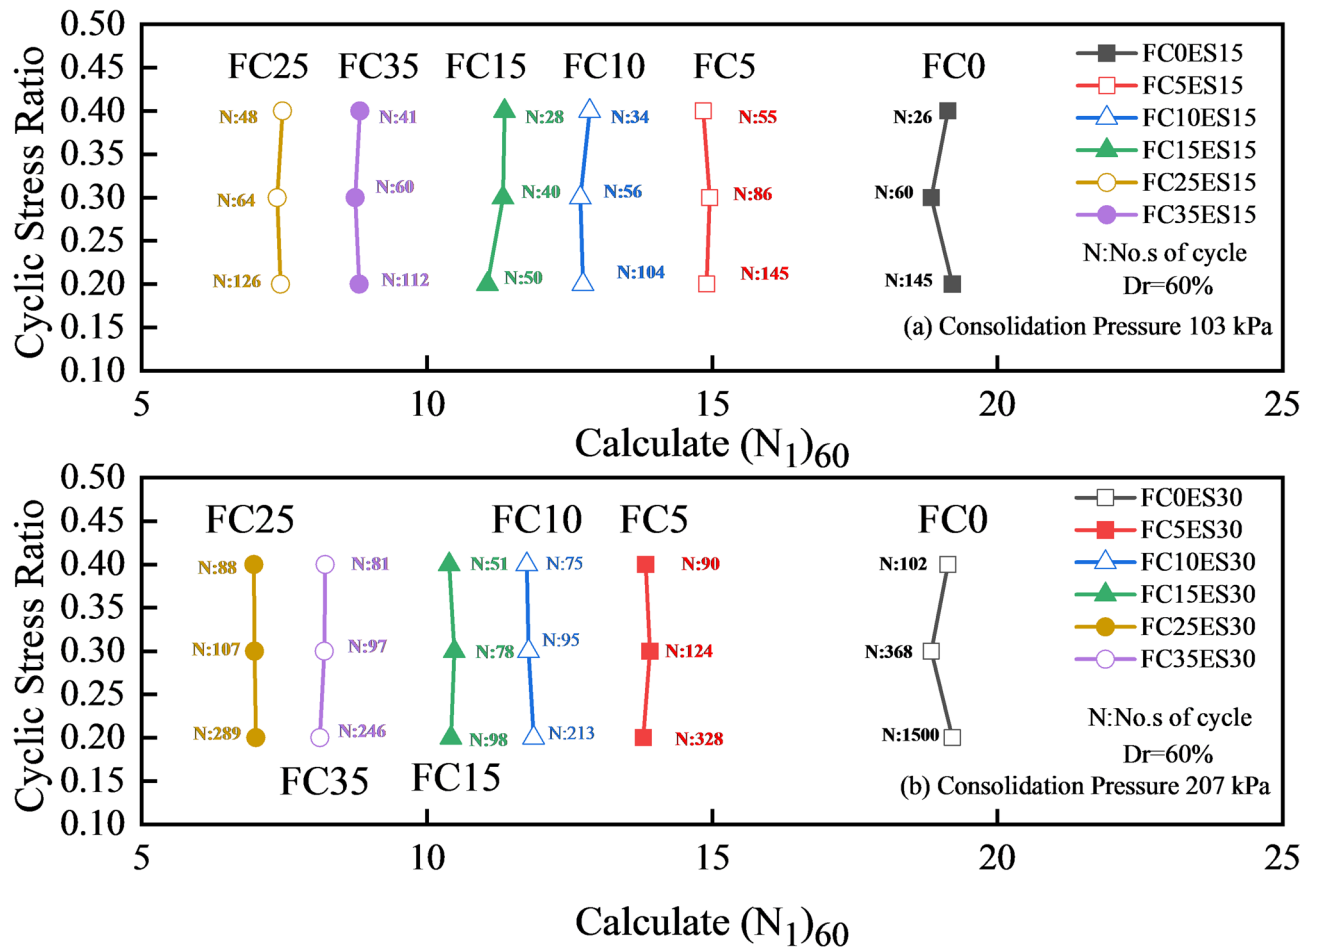 0.50
0.45
0.40
0.35
0.30
0.25
0.20
0.15
0.10
Cyclic Stress Ratio
FC25 FC35 FC15 FC10 FC5 FC0
N:48 N:41 N:28 N:34 N:55 N:26
N:64 N:60 N:40 N:56 N:86 N:60
N:126 N:112 N:50 N:104 N:145 N:145
FC0ES15
FC5ES15
FC10ES15
FC15ES15
FC25ES15
FC35ES15
N:No.s of cycle
Dr=60%
(a) Consolidation Pressure 103 kPa
5 10 15 20 25
Calculate (N₁)₆₀
0.50
0.45
0.40
0.35
0.30
0.25
0.20
0.15
0.10
Cyclic Stress Ratio
FC25 FC10 FC5 FC0
N:88 N:81 N:51 N:75 N:90 N:102
N:107 N:97 N:78 N:95 N:124 N:368
N:289 N:246 N:98 N:213 N:328 N:1500
FC35 FC15
FC0ES30
FC5ES30
FC10ES30
FC15ES30
FC25ES30
FC35ES30
N:No.s of cycle
Dr=60%
(b) Consolidation Pressure 207 kPa
5 10 15 20 25
Calculate (N₁)₆₀